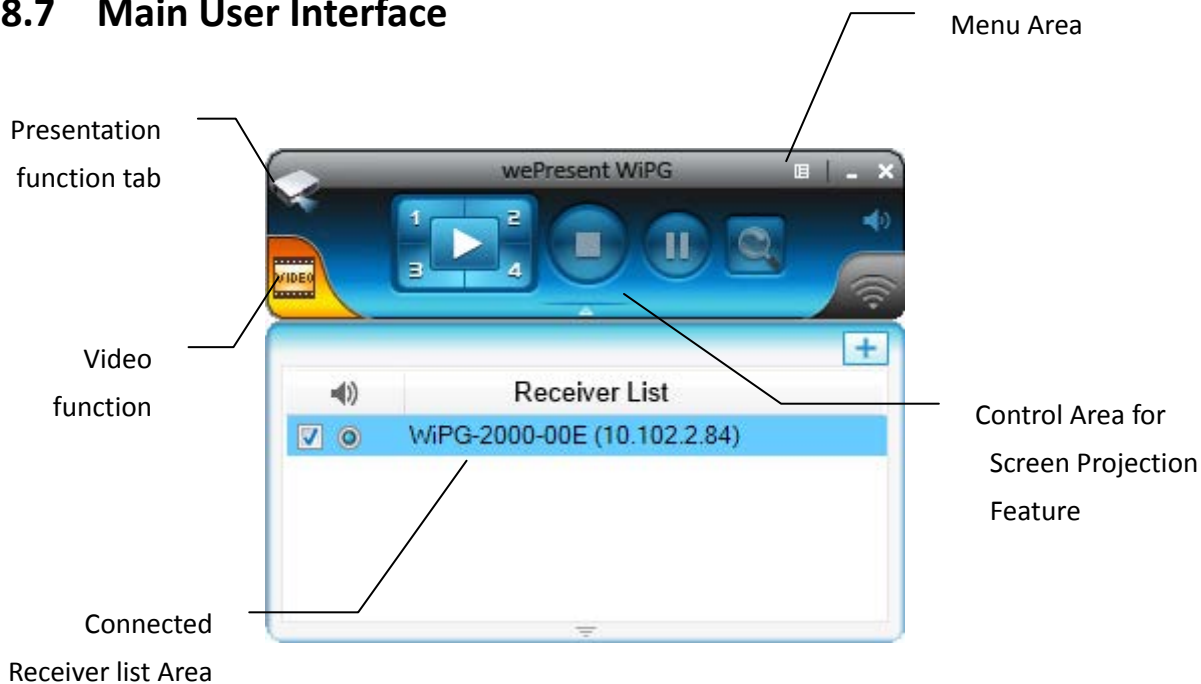 8.7 Main User Interface
Menu Area
Presentation
function tab
wePresent WiPG
1 2
3 4
VIDEO
Video
function
Receiver List
WiPG-2000-00E (10.102.2.84)
Control Area for
Screen Projection
Feature
Connected
Receiver list Area